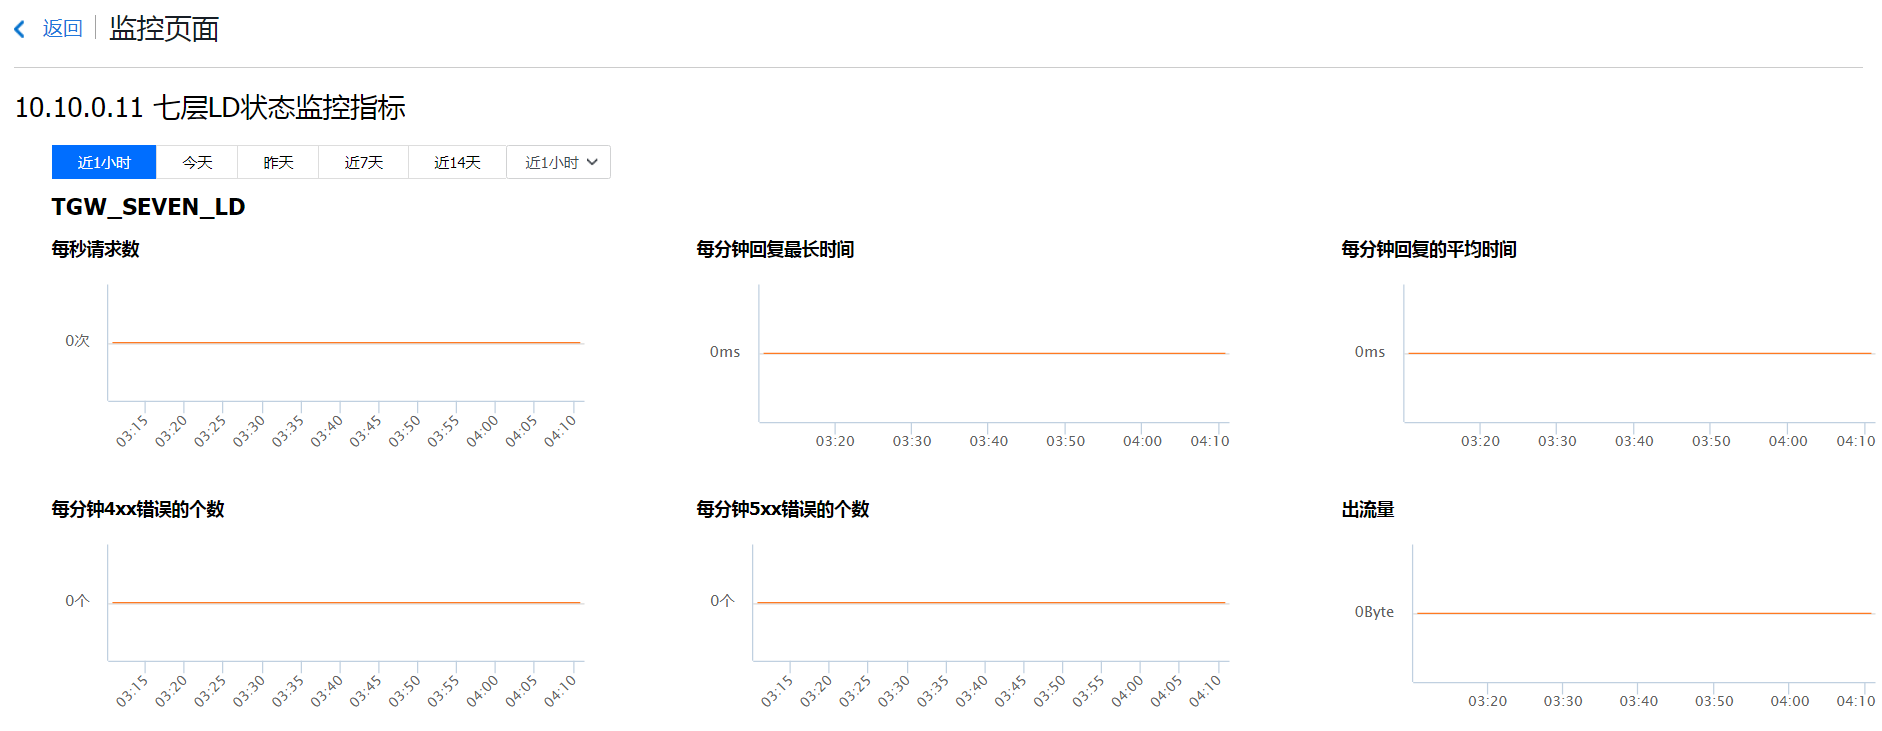 返回 监控页面
10.10.0.11 七层LD状态监控指标
近1小时 今天 昨天 近7天 近14天 近1小时
TGW_SEVEN_LD
每秒请求数
0次
03:15 03:20 03:25 03:30 03:35 03:40 03:45 03:50 03:55 04:00 04:05 04:10
每分钟回复最长时间
0ms
03:20 03:30 03:40 03:50 04:00 04:10
每分钟回复的平均时间
0ms
03:20 03:30 03:40 03:50 04:00 04:10
每分钟4xx错误的个数
0个
03:15 03:20 03:25 03:30 03:35 03:40 03:45 03:50 03:55 04:00 04:05 04:10
每分钟5xx错误的个数
0个
03:15 03:20 03:25 03:30 03:35 03:40 03:45 03:50 03:55 04:00 04:05 04:10
出流量
0Byte
03:20 03:30 03:40 03:50 04:00 04:10